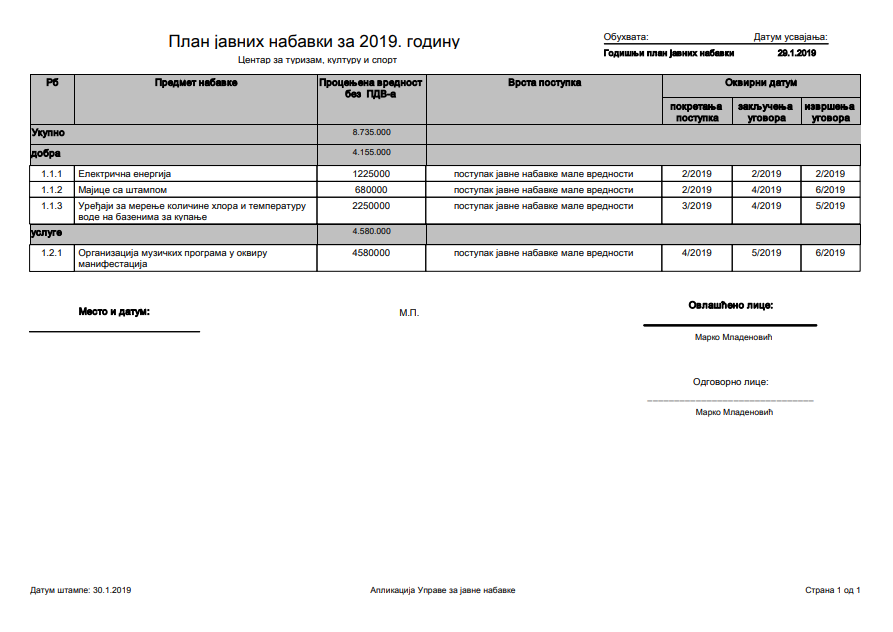 План јавних набавки за 2019. годину
Центар за туризам, културу и спорт
Обухвата: Датум усвајања:
Годишњи план јавних набавки 29.1.2019
Рб Предмет набавке Процењена вредност Врста поступка Оквирни датум
без ПДВ-а
покретања закључења извршења
поступка уговора уговора
Укупно 8.735.000
добра 4.155.000
1.1.1 Електрична енергија 1225000 поступак јавне набавке мале вредности 2/2019 2/2019 2/2019
1.1.2 Мајице са штампом 680000 поступак јавне набавке мале вредности 2/2019 4/2019 6/2019
1.1.3 Уређаји за мерење количине хлора и температуру 2250000 поступак јавне набавке мале вредности 3/2019 4/2019 5/2019
воде на базенима за купање
услуге 4.580.000
1.2.1 Организација музичких програма у оквиру 4580000 поступак јавне набавке мале вредности 4/2019 5/2019 6/2019
манифестација
Место и датум: М.П. Овлашћено лице:
Марко Младеновић
Одговорно лице:
Марко Младеновић
Датум штампе: 30.1.2019 Апликација Управе за јавне набавке Страна 1 од 1